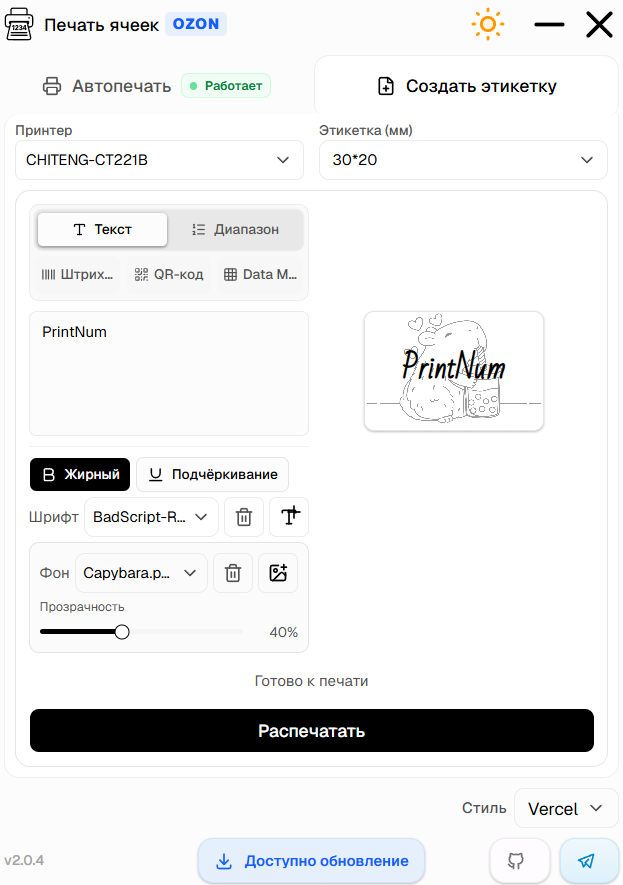 1234
Печать ячеек OZON
Автопечать Работает
Создать этикетку
Принтер
Этикетка (мм)
CHITENG-CT221B
30*20
Текст
Диапазон
Штрих...
QR-код
Data M...
PrintNum
PrintNum
B Жирный
U Подчёркивание
Шрифт BadScript-R...
Фон Capybara.p...
Прозрачность
40%
Готово к печати
Распечатать
Стиль Vercel
v2.0.4
Доступно обновление